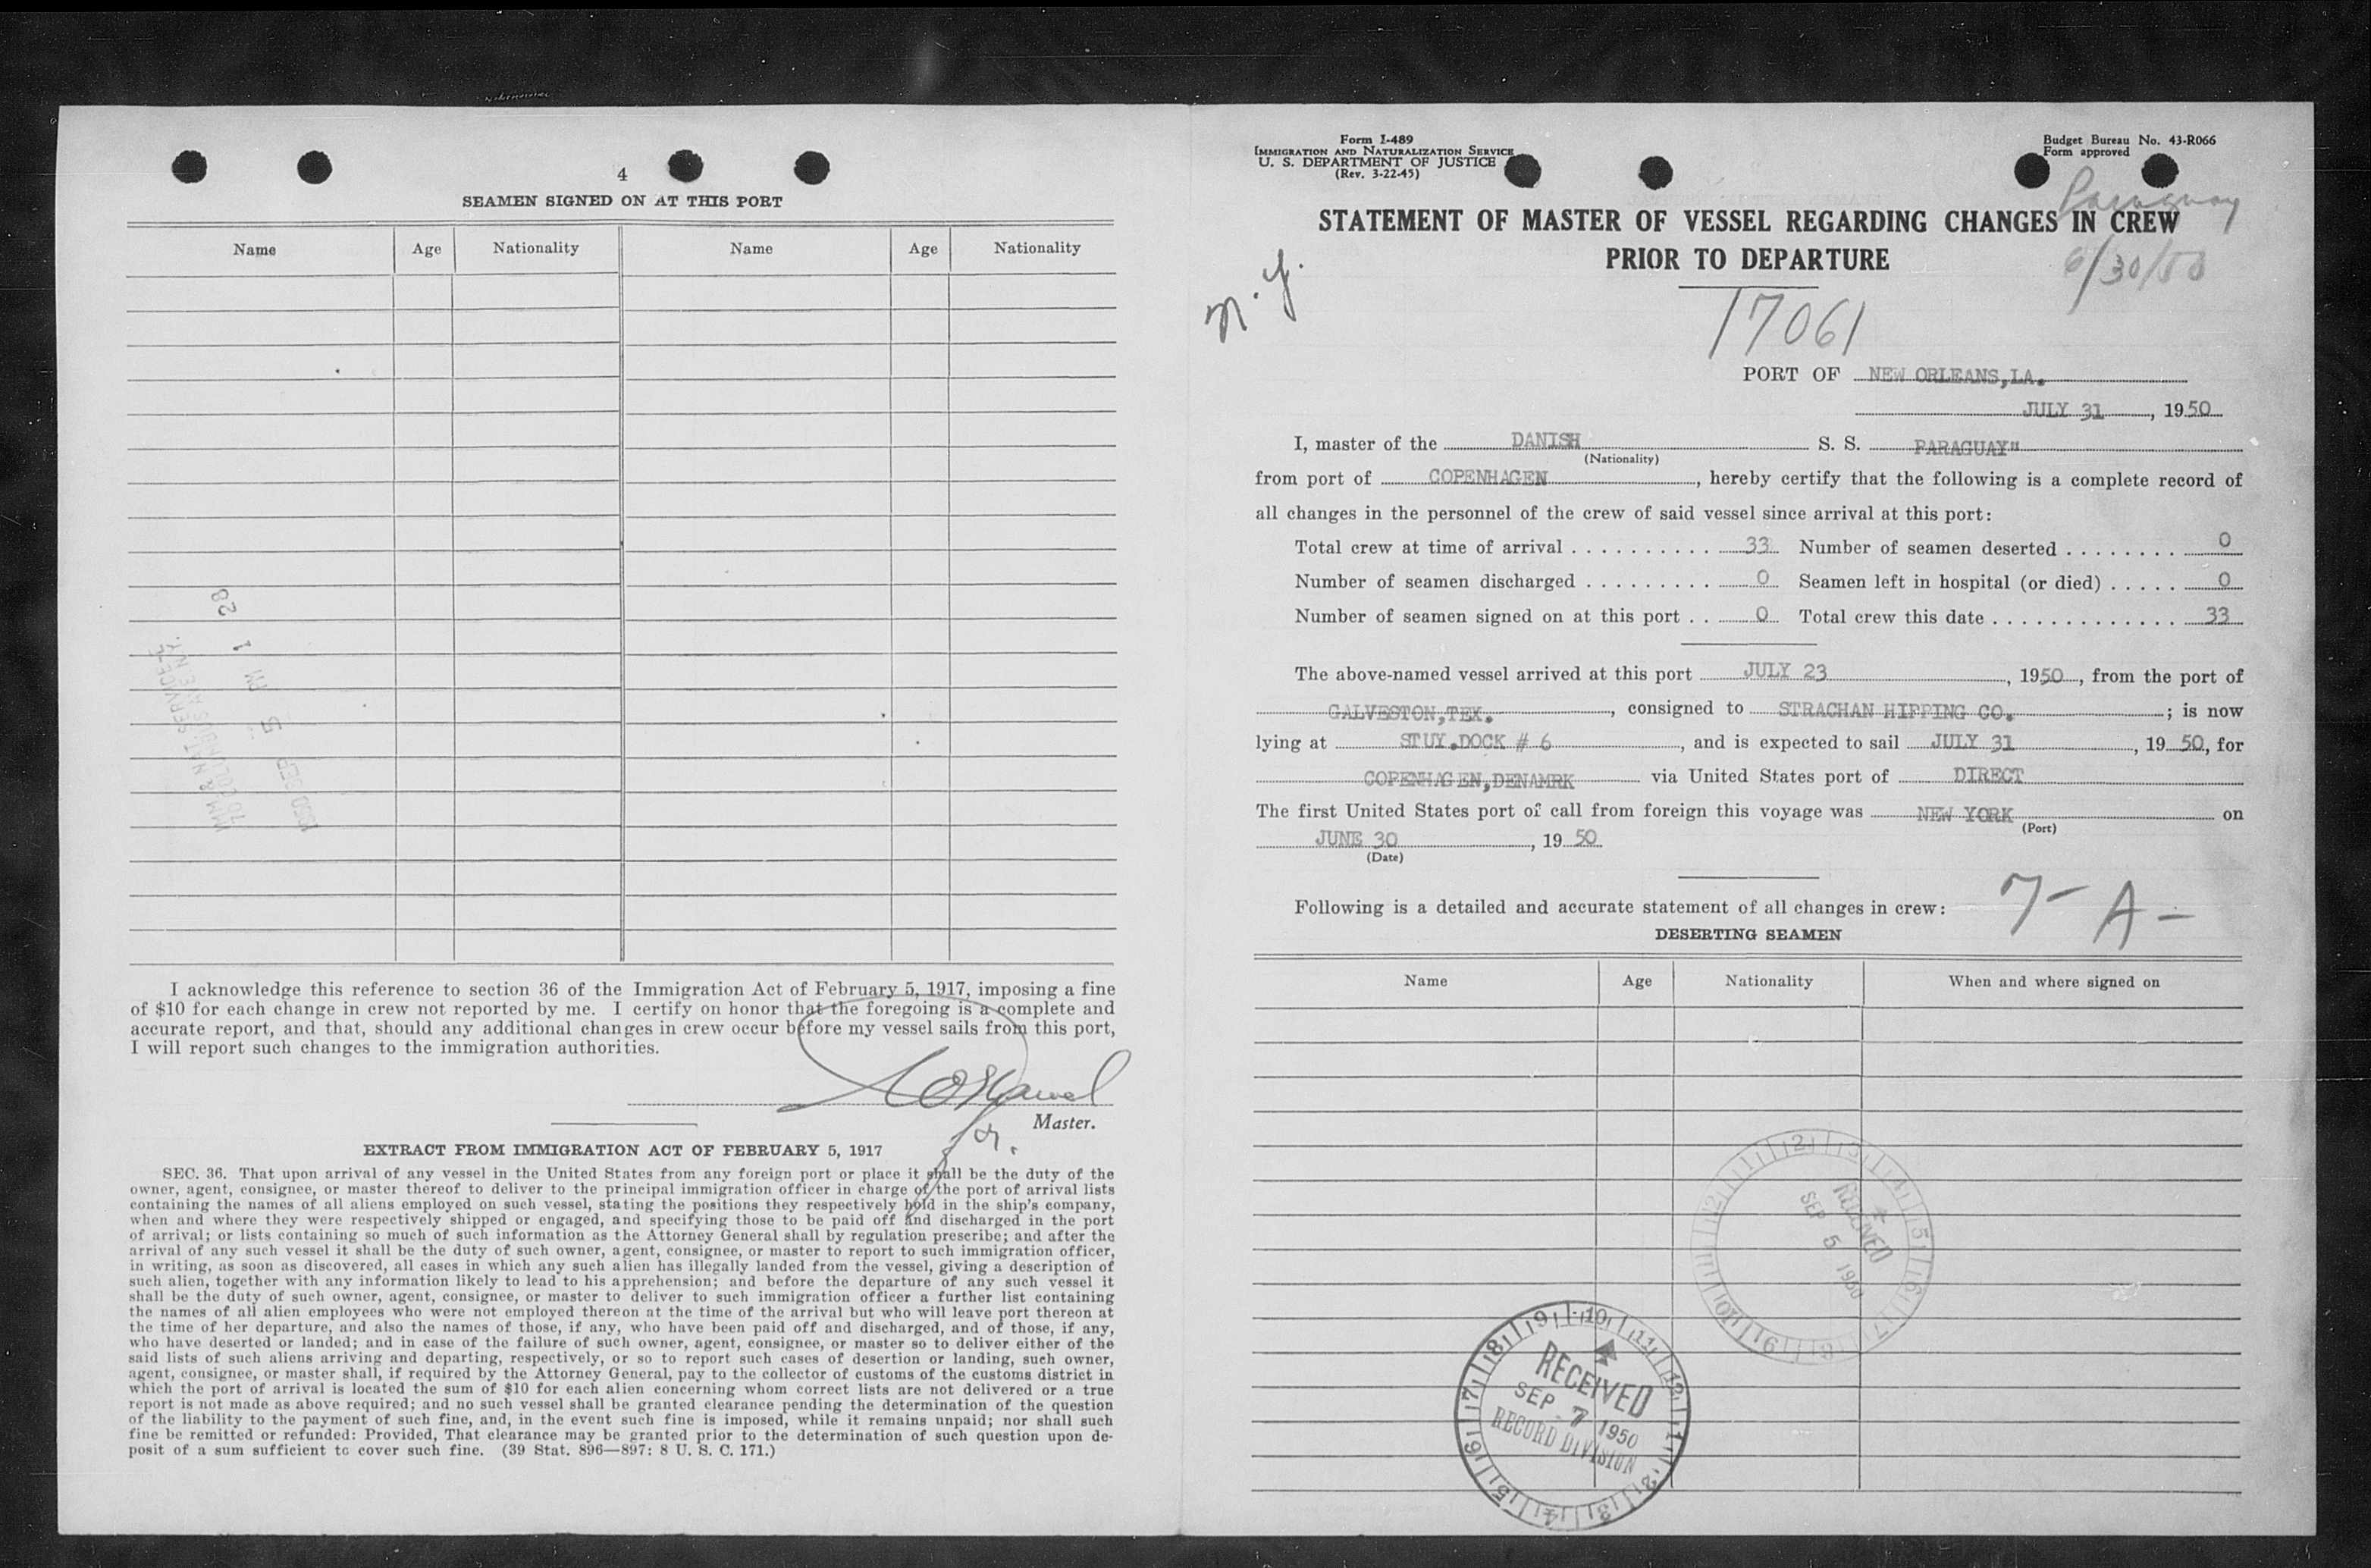 4
SEAMEN SIGNED ON AT THIS PORT
Name Age Nationality Name Age Nationality
28
1
PM
5
1950 SEP
IMM & NAT SERVICE
70 COLUMBUS AVE N.Y.
I acknowledge this reference to section 36 of the Immigration Act of February 5, 1917, imposing a fine
of $10 for each change in crew not reported by me. I certify on honor that the foregoing is a complete and
accurate report, and that, should any additional changes in crew occur before my vessel sails from this port,
I will report such changes to the immigration authorities.
Master.
EXTRACT FROM IMMIGRATION ACT OF FEBRUARY 5, 1917
SEC. 36. That upon arrival of any vessel in the United States from any foreign port or place it shall be the duty of the
owner, agent, consignee, or master thereof to deliver to the principal immigration officer in charge of the port of arrival lists
containing the names of all aliens employed on such vessel, stating the positions they respectively hold in the ship's company,
when and where they were respectively shipped or engaged, and specifying those to be paid off and discharged in the port
of arrival; or lists containing so much of such information as the Attorney General shall by regulation prescribe; and after the
arrival of any such vessel it shall be the duty of such owner, agent, consignee, or master to report to such immigration officer,
in writing, as soon as discovered, all cases in which any such alien has illegally landed from the vessel, giving a description of
such alien, together with any information likely to lead to his apprehension; and before the departure of any such vessel it
shall be the duty of such owner, agent, consignee, or master to deliver to such immigration officer a further list containing
the names of all alien employees who were not employed thereon at the time of the arrival but who will leave port thereon at
the time of her departure, and also the names of those, if any, who have been paid off and discharged, and of those, if any,
who have deserted or landed; and in case of the failure of such owner, agent, consignee, or master so to deliver either of the
said lists of such aliens arriving and departing, respectively, or so to report such cases of desertion or landing, such owner,
agent, consignee, or master shall, if required by the Attorney General, pay to the collector of customs of the customs district in
which the port of arrival is located the sum of $10 for each alien concerning whom correct lists are not delivered or a true
report is not made as above required; and no such vessel shall be granted clearance pending the determination of the question
of the liability to the payment of such fine, and, in the event such fine is imposed, while it remains unpaid; nor shall such
fine be remitted or refunded: Provided, That clearance may be granted prior to the determination of such question upon de-
posit of a sum sufficient to cover such fine. (39 Stat. 896—897: 8 U. S. C. 171.)
Form I-489
IMMIGRATION AND NATURALIZATION SERVICE
U. S. DEPARTMENT OF JUSTICE
(Rev. 3-22-45)
Budget Bureau No. 43-R066
Form approved
Paraguay
STATEMENT OF MASTER OF VESSEL REGARDING CHANGES IN CREW
PRIOR TO DEPARTURE
6/30/50
N.Y.
17061
PORT OF NEW ORLEANS,LA.
JULY 31, 1950
I, master of the DANISH S. S. PARAGUAY"
(Nationality)
from port of COPENHAGEN, hereby certify that the following is a complete record of
all changes in the personnel of the crew of said vessel since arrival at this port:
Total crew at time of arrival . . . . . . . . . . 33 Number of seamen deserted . . . . . . . . 0
Number of seamen discharged . . . . . . . . . 0 Seamen left in hospital (or died) . . . . . 0
Number of seamen signed on at this port . . 0 Total crew this date . . . . . . . . . . . . . 33
The above-named vessel arrived at this port JULY 23, 1950, from the port of
GALVESTON,TEX., consigned to STRACHAN HIPPING CO.; is now
lying at STUY.DOCK # 6, and is expected to sail JULY 31, 19 50, for
COPENHAGEN,DENAMRK via United States port of DIRECT
The first United States port of call from foreign this voyage was NEW YORK on
(Port)
JUNE 30, 19 50
(Date)
Following is a detailed and accurate statement of all changes in crew:
7- A-
DESERTING SEAMEN
Name Age Nationality When and where signed on
RECEIVED
SEP 5 1950
RECEIVED
SEP 7 1950
RECORD DIVISION